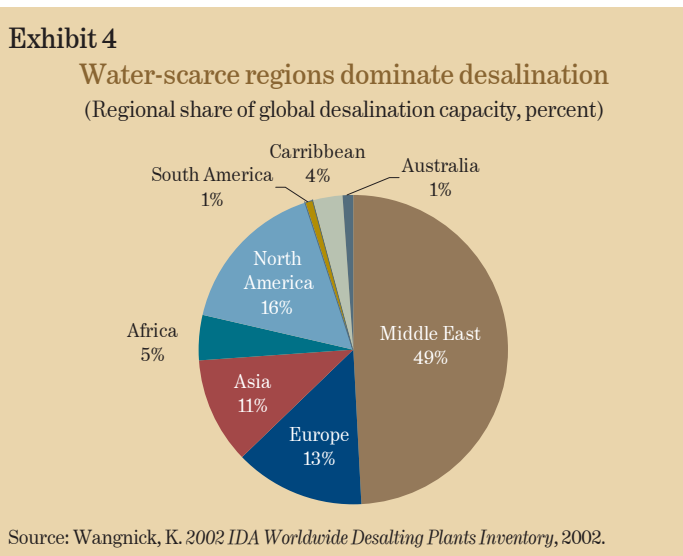 Exhibit 4
Water-scarce regions dominate desalination
(Regional share of global desalination capacity, percent)
Carribbean
4%
South America
1%
Australia
1%
North
America
16%
Middle East
49%
Africa
5%
Asia
11%
Europe
13%
Source: Wangnick, K. 2002 IDA Worldwide Desalting Plants Inventory, 2002.